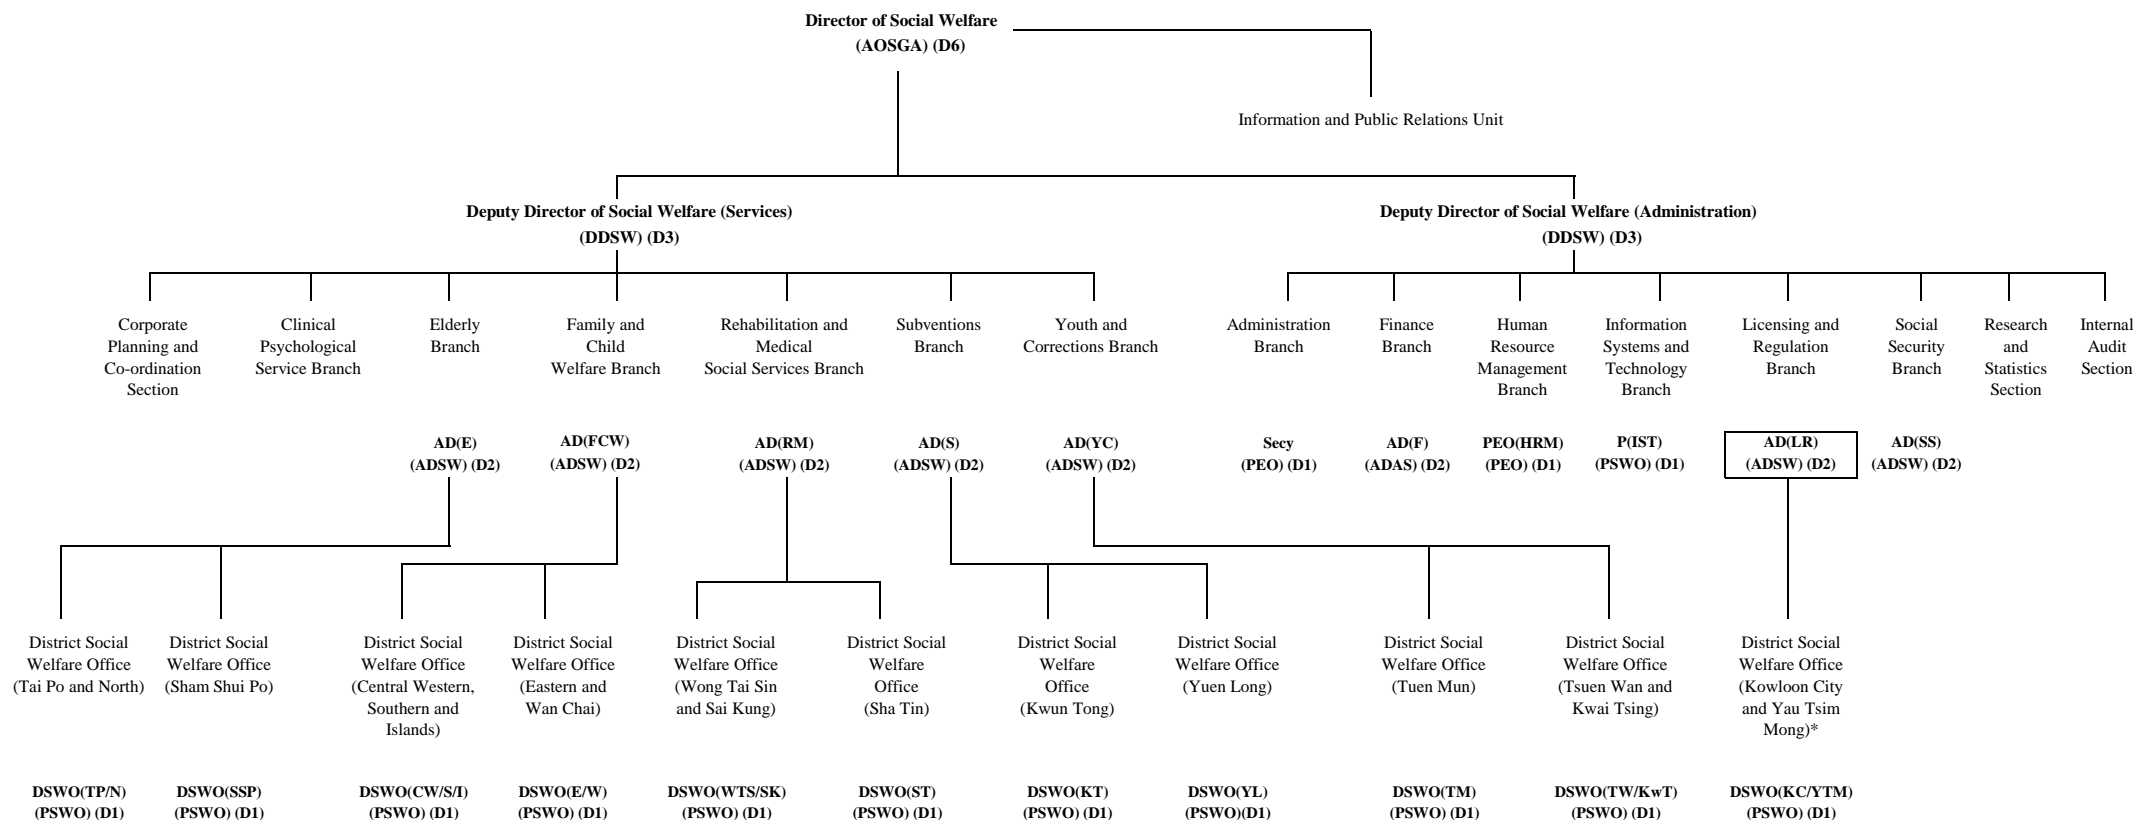 Director of Social Welfare
(AOSGA) (D6)
Information and Public Relations Unit
Deputy Director of Social Welfare (Services)
(DDSW) (D3)
Deputy Director of Social Welfare (Administration)
(DDSW) (D3)
Corporate
Planning and
Co-ordination
Section
Clinical
Psychological
Service Branch
Elderly
Branch
Family and
Child
Welfare Branch
Rehabilitation and
Medical
Social Services Branch
Subventions
Branch
Youth and
Corrections Branch
Administration
Branch
Finance
Branch
Human
Resource
Management
Branch
Information
Systems and
Technology
Branch
Licensing and
Regulation
Branch
Social
Security
Branch
Research
and
Statistics
Section
Internal
Audit
Section
AD(E)
(ADSW) (D2)
AD(FCW)
(ADSW) (D2)
AD(RM)
(ADSW) (D2)
AD(S)
(ADSW) (D2)
AD(YC)
(ADSW) (D2)
Secy
(PEO) (D1)
AD(F)
(ADAS) (D2)
PEO(HRM)
(PEO) (D1)
P(IST)
(PSWO) (D1)
AD(LR)
(ADSW) (D2)
AD(SS)
(ADSW) (D2)
District Social
Welfare Office
(Tai Po and North)
District Social
Welfare Office
(Sham Shui Po)
District Social
Welfare Office
(Central Western,
Southern and
Islands)
District Social
Welfare Office
(Eastern and
Wan Chai)
District Social
Welfare Office
(Wong Tai Sin
and Sai Kung)
District Social
Welfare
Office
(Sha Tin)
District Social
Welfare
Office
(Kwun Tong)
District Social
Welfare Office
(Yuen Long)
District Social
Welfare Office
(Tuen Mun)
District Social
Welfare Office
(Tsuen Wan and
Kwai Tsing)
District Social
Welfare Office
(Kowloon City
and Yau Tsim
Mong)*
DSWO(TP/N)
(PSWO) (D1)
DSWO(SSP)
(PSWO) (D1)
DSWO(CW/S/I)
(PSWO) (D1)
DSWO(E/W)
(PSWO) (D1)
DSWO(WTS/SK)
(PSWO) (D1)
DSWO(ST)
(PSWO) (D1)
DSWO(KT)
(PSWO) (D1)
DSWO(YL)
(PSWO)(D1)
DSWO(TM)
(PSWO) (D1)
DSWO(TW/KwT)
(PSWO) (D1)
DSWO(KC/YTM)
(PSWO) (D1)